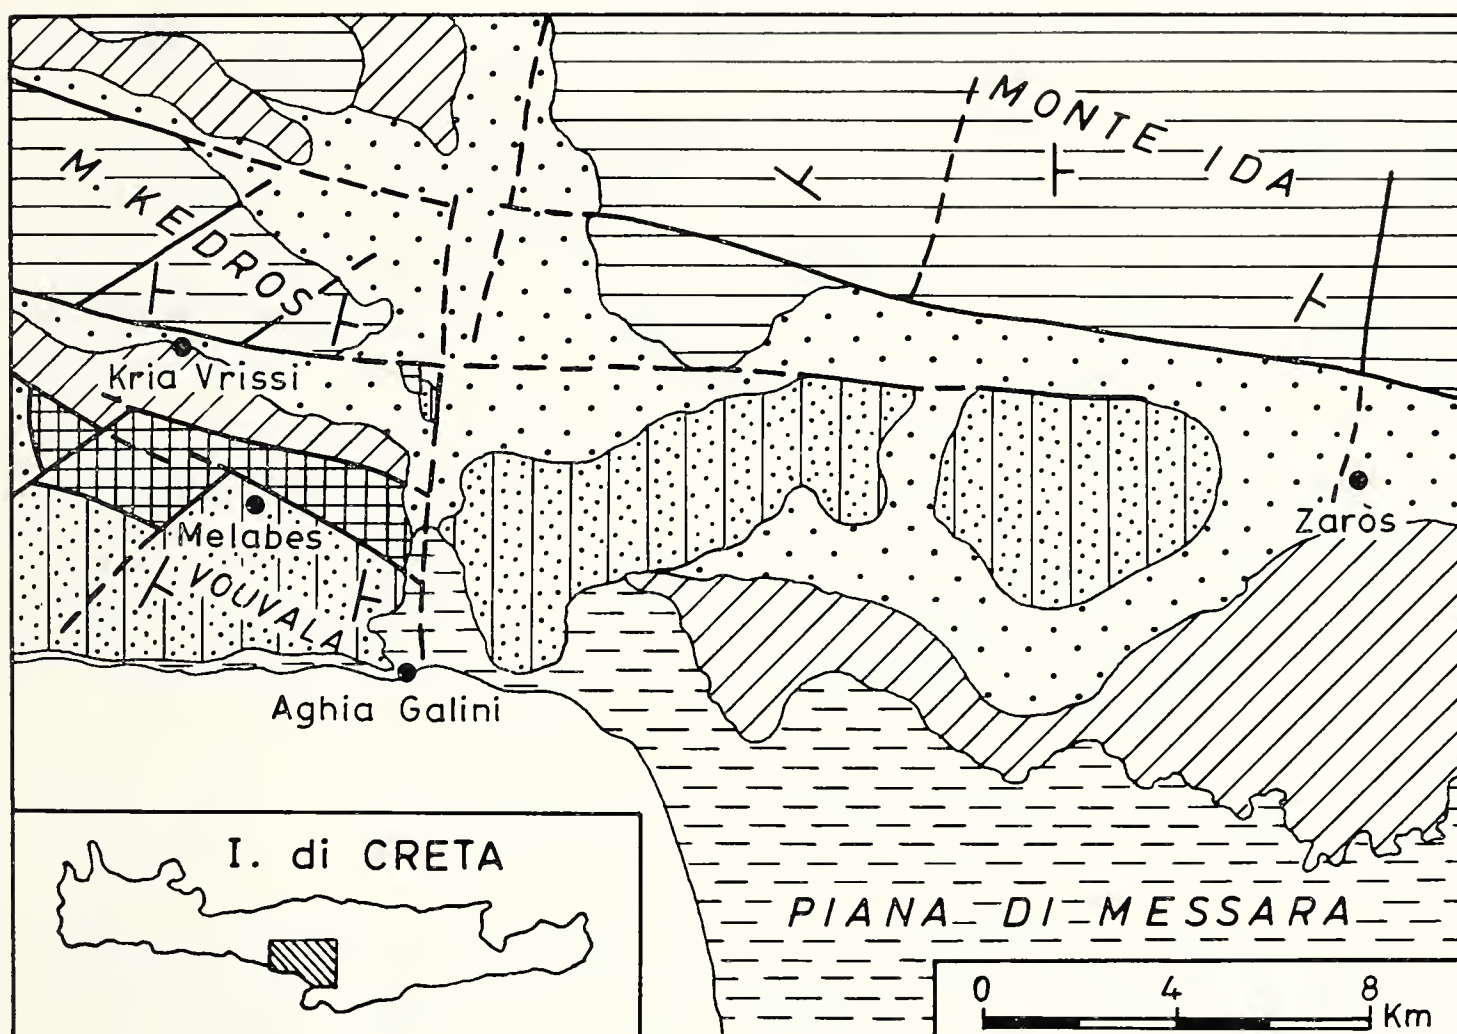 MONTE IDA
M. KEDROS
Kria Vrissi
Zaròs
Melabes
VOUVALA
Aghia Galini
I. di CRETA
PIANA DI MESSARA
0 4 8
Km